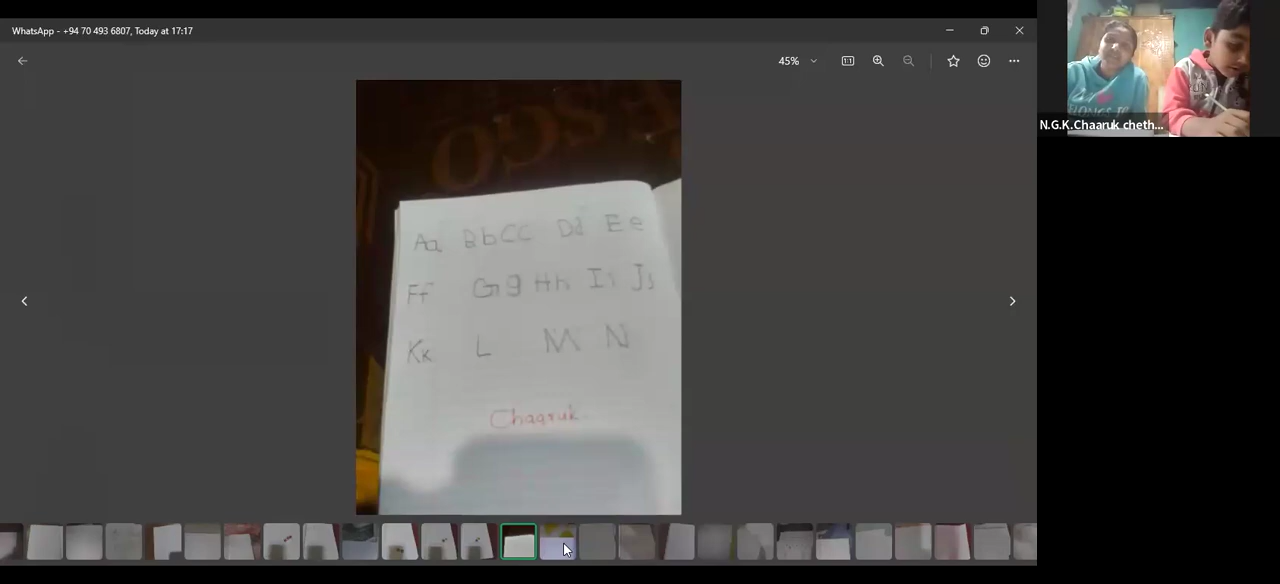 WhatsApp - +94 70 493 6807, Today at 17:17
45%
N.G.K.Chaaruk cheth...
Aa Bb Cc Dd Ee
Ff Gg Hh Ii Jj
Kk L M N
Chaaruk